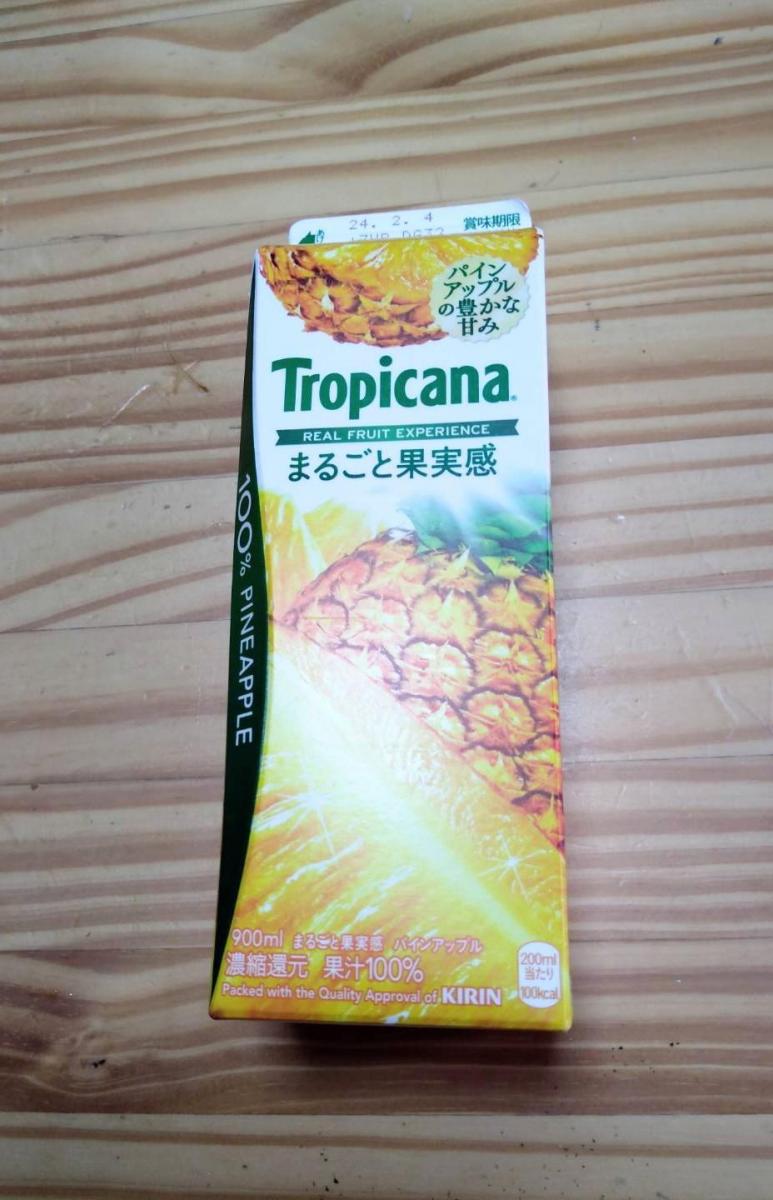 24. 2. 4 賞味期限
パイン
アップル
の豊かな
甘み
Tropicana
REAL FRUIT EXPERIENCE
まるごと果実感
100% PINEAPPLE
900ml まるごと果実感 パインアップル
濃縮還元 果汁100%
Packed with the Quality Approval of KIRIN
200ml
当たり
100kcal